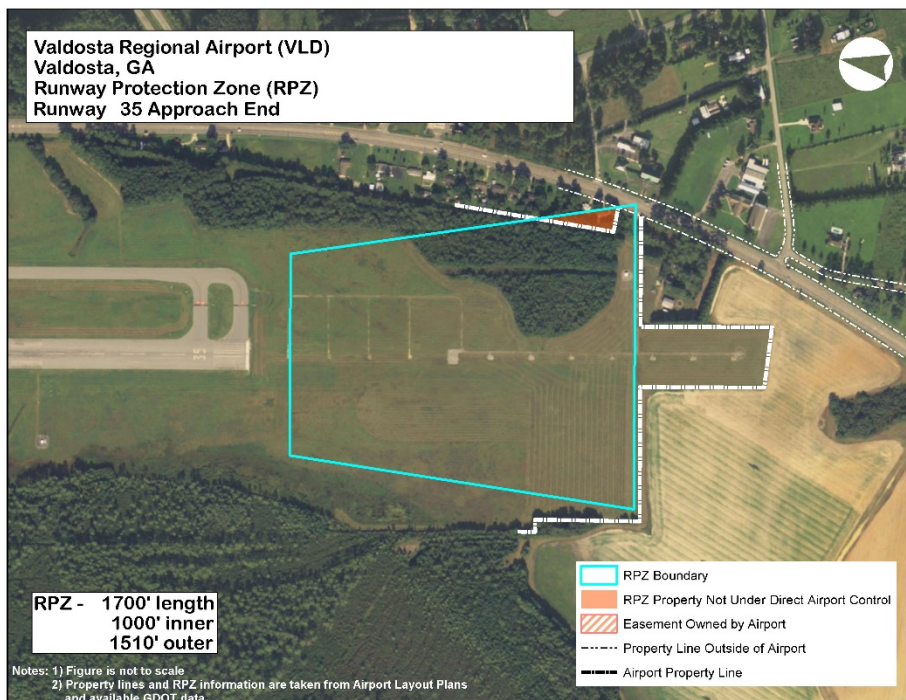 Valdosta Regional Airport (VLD)
Valdosta, GA
Runway Protection Zone (RPZ)
Runway 35 Approach End
35
RPZ - 1700' length
1000' inner
1510' outer
RPZ Boundary
RPZ Property Not Under Direct Airport Control
Easement Owned by Airport
Property Line Outside of Airport
Airport Property Line
Notes: 1) Figure is not to scale
2) Property lines and RPZ information are taken from Airport Layout Plans
and available GDOT data